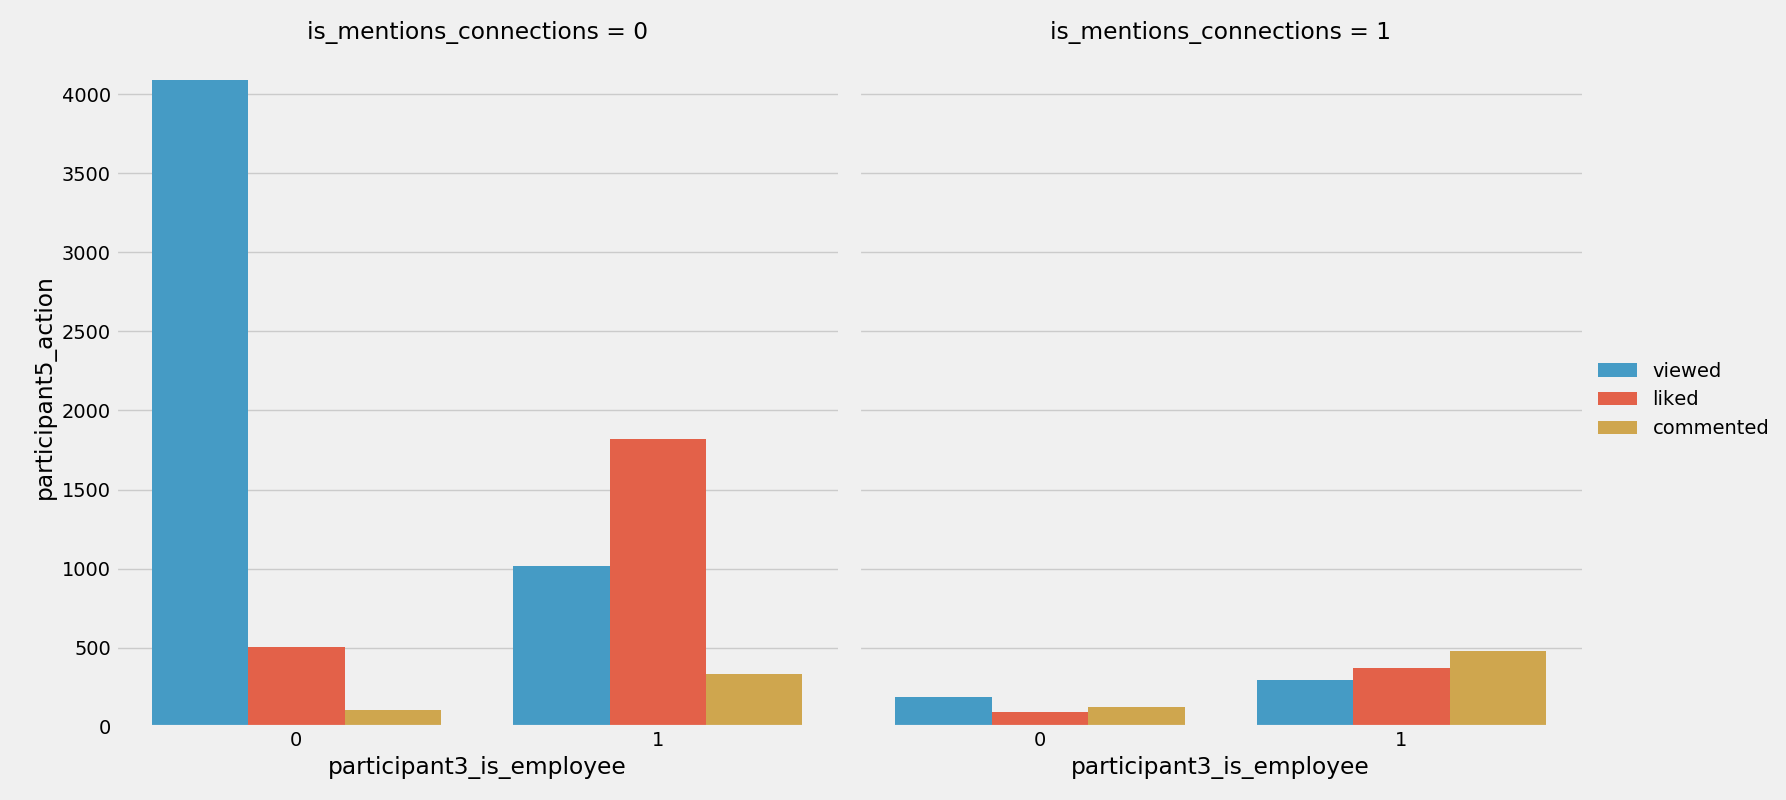 is_mentions_connections = 0
is_mentions_connections = 1
participant5_action
4000
3500
3000
2500
2000
1500
1000
500
0
0
1
0
1
participant3_is_employee
participant3_is_employee
viewed
liked
commented